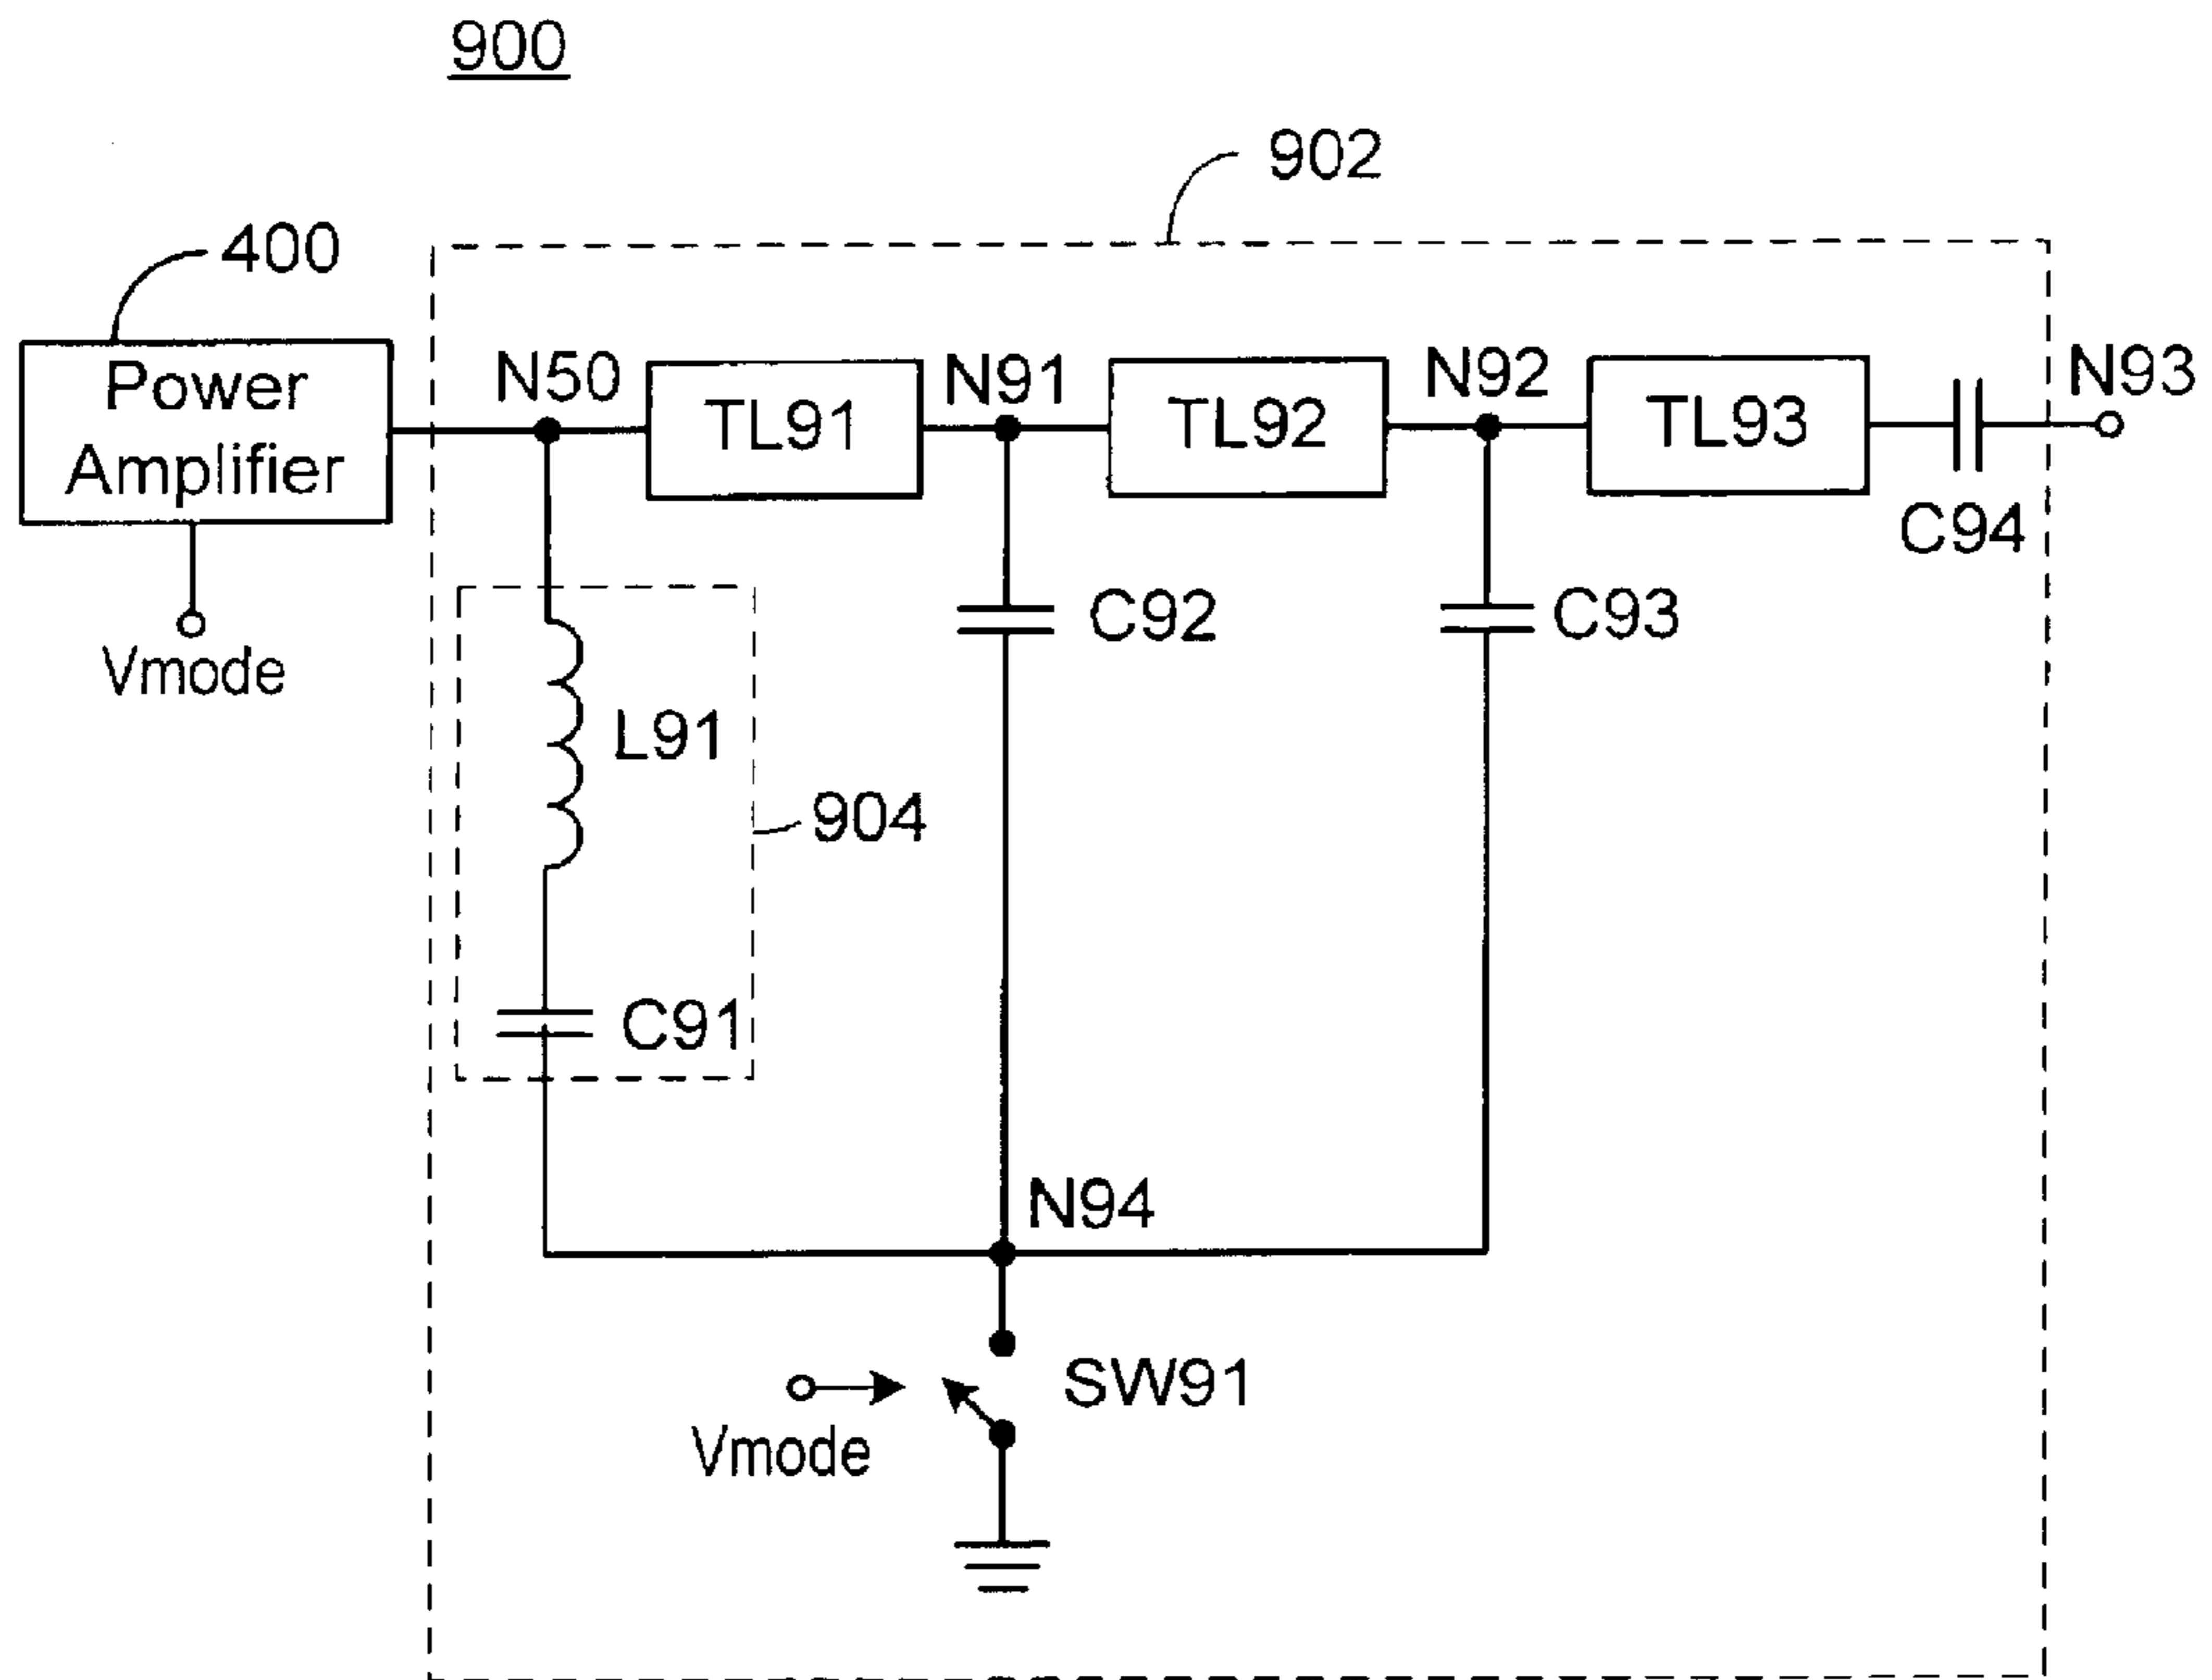 900
902
400
Power
Amplifier
N50
TL91
N91
TL92
N92
TL93
N93
C94
Vmode
C92
C93
L91
904
C91
N94
SW91
Vmode